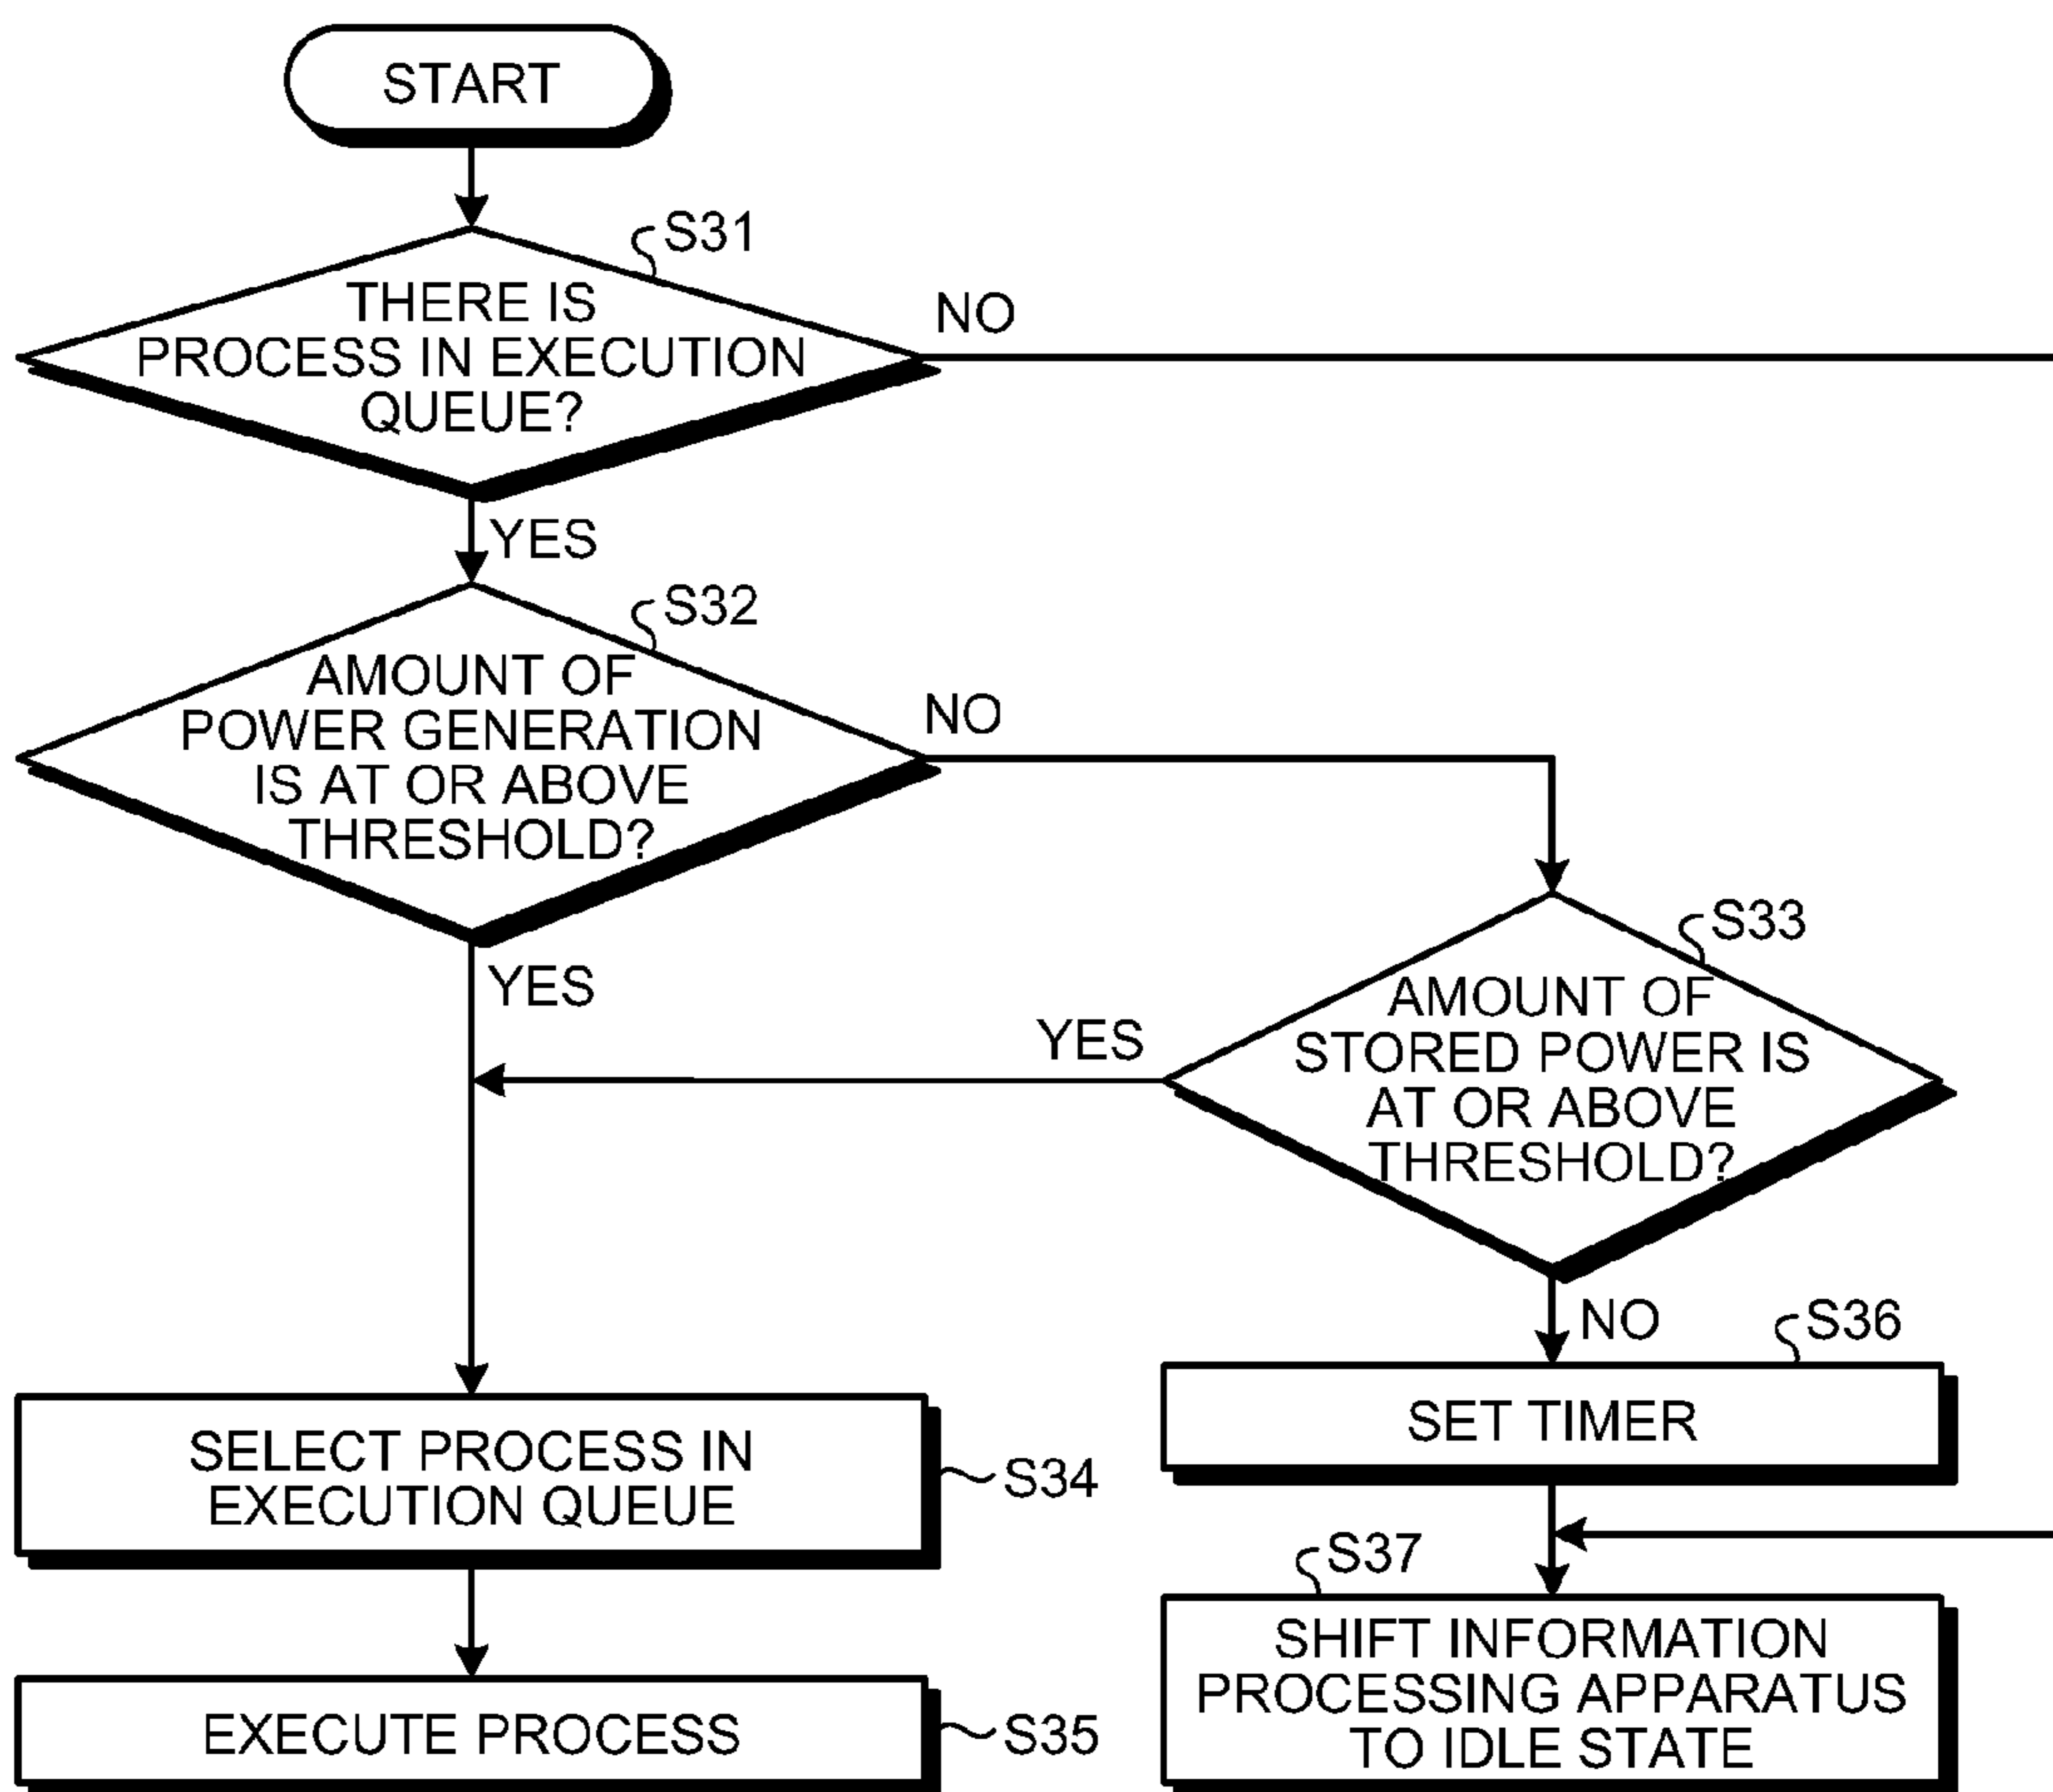 START
S31
THERE IS
PROCESS IN EXECUTION
QUEUE?
NO
YES
S32
AMOUNT OF
POWER GENERATION
IS AT OR ABOVE
THRESHOLD?
NO
YES
S33
AMOUNT OF
STORED POWER IS
AT OR ABOVE
THRESHOLD?
YES
NO
S36
SET TIMER
SELECT PROCESS IN
EXECUTION QUEUE
S34
S37
SHIFT INFORMATION
PROCESSING APPARATUS
TO IDLE STATE
EXECUTE PROCESS
S35